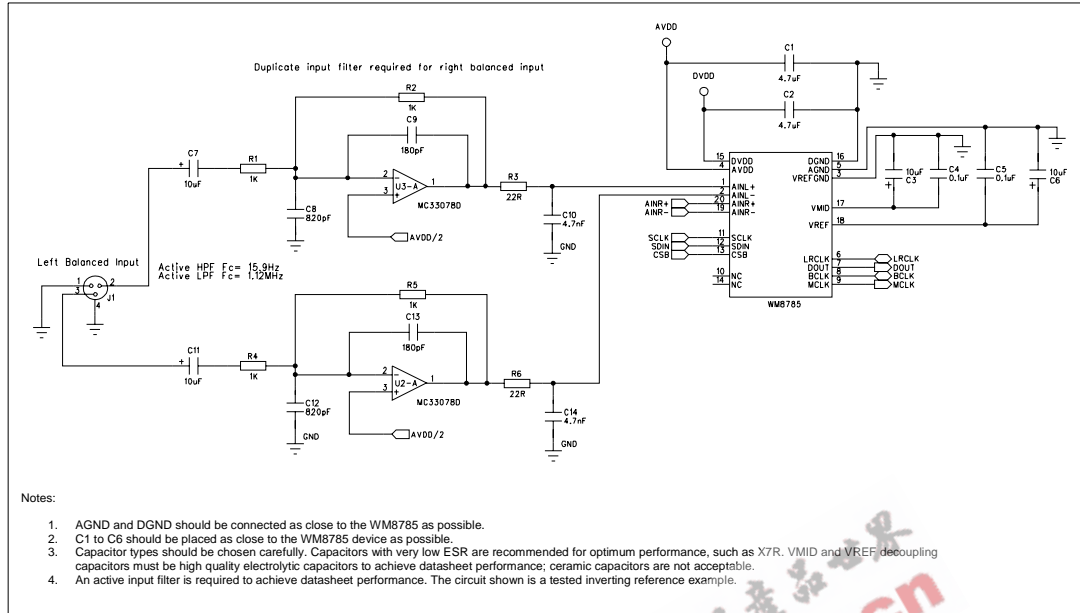 AVDD
C1
4.7uF
Duplicate input filter required for right balanced input
DVDD
C2
4.7uF
R2
1K
C9
180pF
C7
+
10uF
R1
1K
2
-
3
+
U3-A
1
MC33078D
R3
22R
C8
820pF
AVDD/2
C10
4.7nF
GND
15
4
DVDD
AVDD
DGND
AGND
VREFGND
16
5
3
1
2
20
19
AINL+
AINL-
AINR+
AINR-
AINR+
AINR-
10uF
C3
+
C4
0.1uF
C5
0.1uF
10uF
C6
+
VMID
17
VREF
18
SCLK
SDIN
CSB
11
12
13
SCLK
SDIN
CSB
10
14
NC
NC
LRCLK
DOUT
BCLK
MCLK
6
7
8
9
LRCLK
DOUT
BCLK
MCLK
WM8785
Left Balanced Input
1
2
3
4
J1
Active HPF Fc= 15.9Hz
Active LPF Fc= 1.12MHz
R5
1K
C13
180pF
C11
+
10uF
R4
1K
2
-
3
+
U2-A
1
MC33078D
R6
22R
C12
820pF
GND
AVDD/2
C14
4.7nF
GND
Notes:
1. AGND and DGND should be connected as close to the WM8785 as possible.
2. C1 to C6 should be placed as close to the WM8785 device as possible.
3. Capacitor types should be chosen carefully. Capacitors with very low ESR are recommended for optimum performance, such as X7R. VMID and VREF decoupling
capacitors must be high quality electrolytic capacitors to achieve datasheet performance; ceramic capacitors are not acceptable.
4. An active input filter is required to achieve datasheet performance. The circuit shown is a tested inverting reference example.